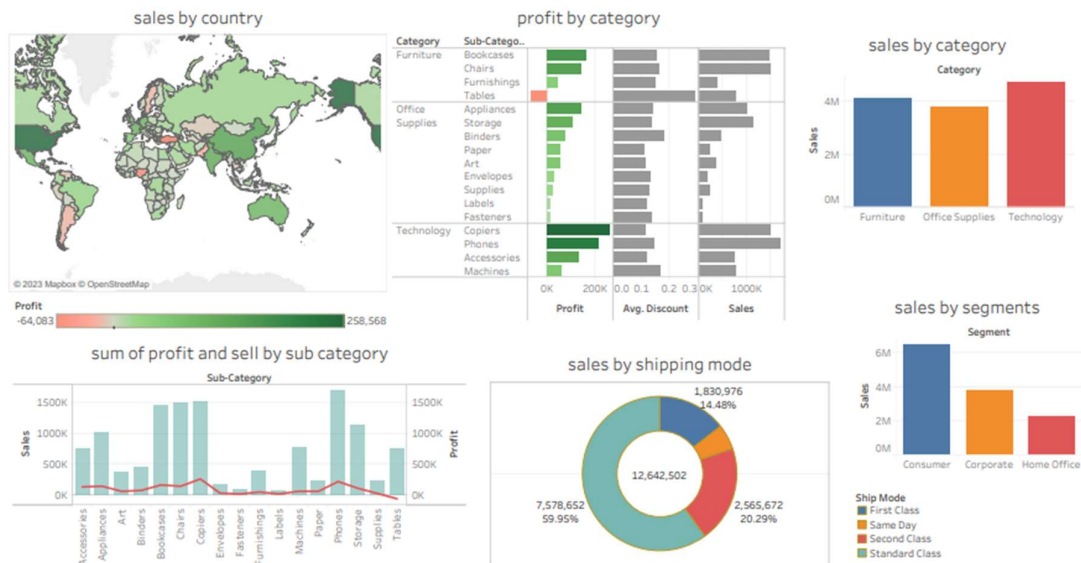 sales by country
© 2023 Mapbox © OpenStreetMap
Profit
-64,083
258,568
profit by category
Category
Sub-Catego..
Furniture
Bookcases
Chairs
Furnishings
Tables
Office
Supplies
Appliances
Storage
Binders
Paper
Art
Envelopes
Supplies
Labels
Fasteners
Technology
Copiers
Phones
Accessories
Machines
0K 200K
0.0 0.1 0.2 0.3
0K 1000K
Profit
Avg. Discount
Sales
sales by category
Category
Sales
4M
2M
0M
Furniture
Office Supplies
Technology
sum of profit and sell by sub category
Sub-Category
Sales
1500K
1000K
500K
0K
1500K
1000K
500K
0K
Profit
Accessories
Appliances
Art
Binders
Bookcases
Chairs
Copiers
Envelopes
Fasteners
Furnishings
Labels
Machines
Paper
Phones
Storage
Supplies
Tables
sales by shipping mode
1,830,976
14.48%
12,642,502
7,578,652
59.95%
2,565,672
20.29%
sales by segments
Segment
Sales
6M
4M
2M
0M
Consumer
Corporate
Home Office
Ship Mode
First Class
Same Day
Second Class
Standard Class